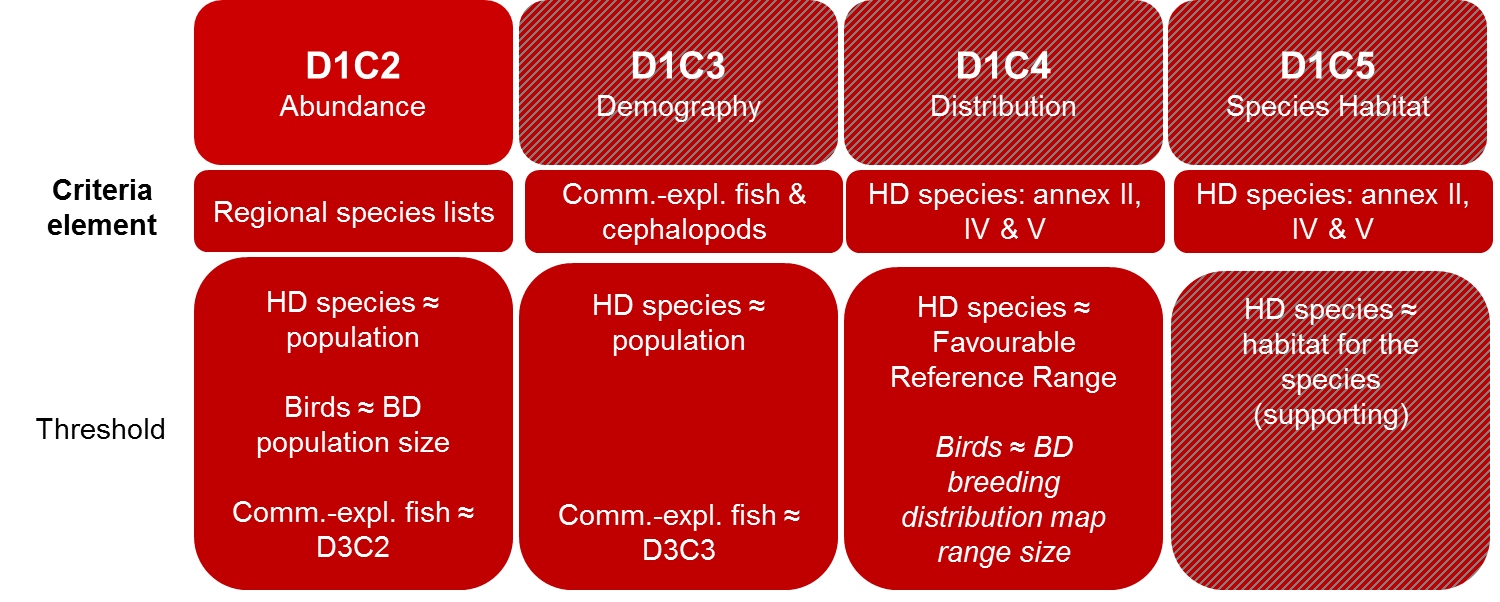 D1C2
Abundance
D1C3
Demography
D1C4
Distribution
D1C5
Species Habitat
Criteria
element
Regional species lists
Comm.-expl. fish &
cephalopods
HD species: annex II,
IV & V
HD species: annex II,
IV & V
Threshold
HD species ≈
population
Birds ≈ BD
population size
Comm.-expl. fish ≈
D3C2
HD species ≈
population
Comm.-expl. fish ≈
D3C3
HD species ≈
Favourable
Reference Range
Birds ≈ BD
breeding
distribution map
range size
HD species ≈
habitat for the
species
(supporting)